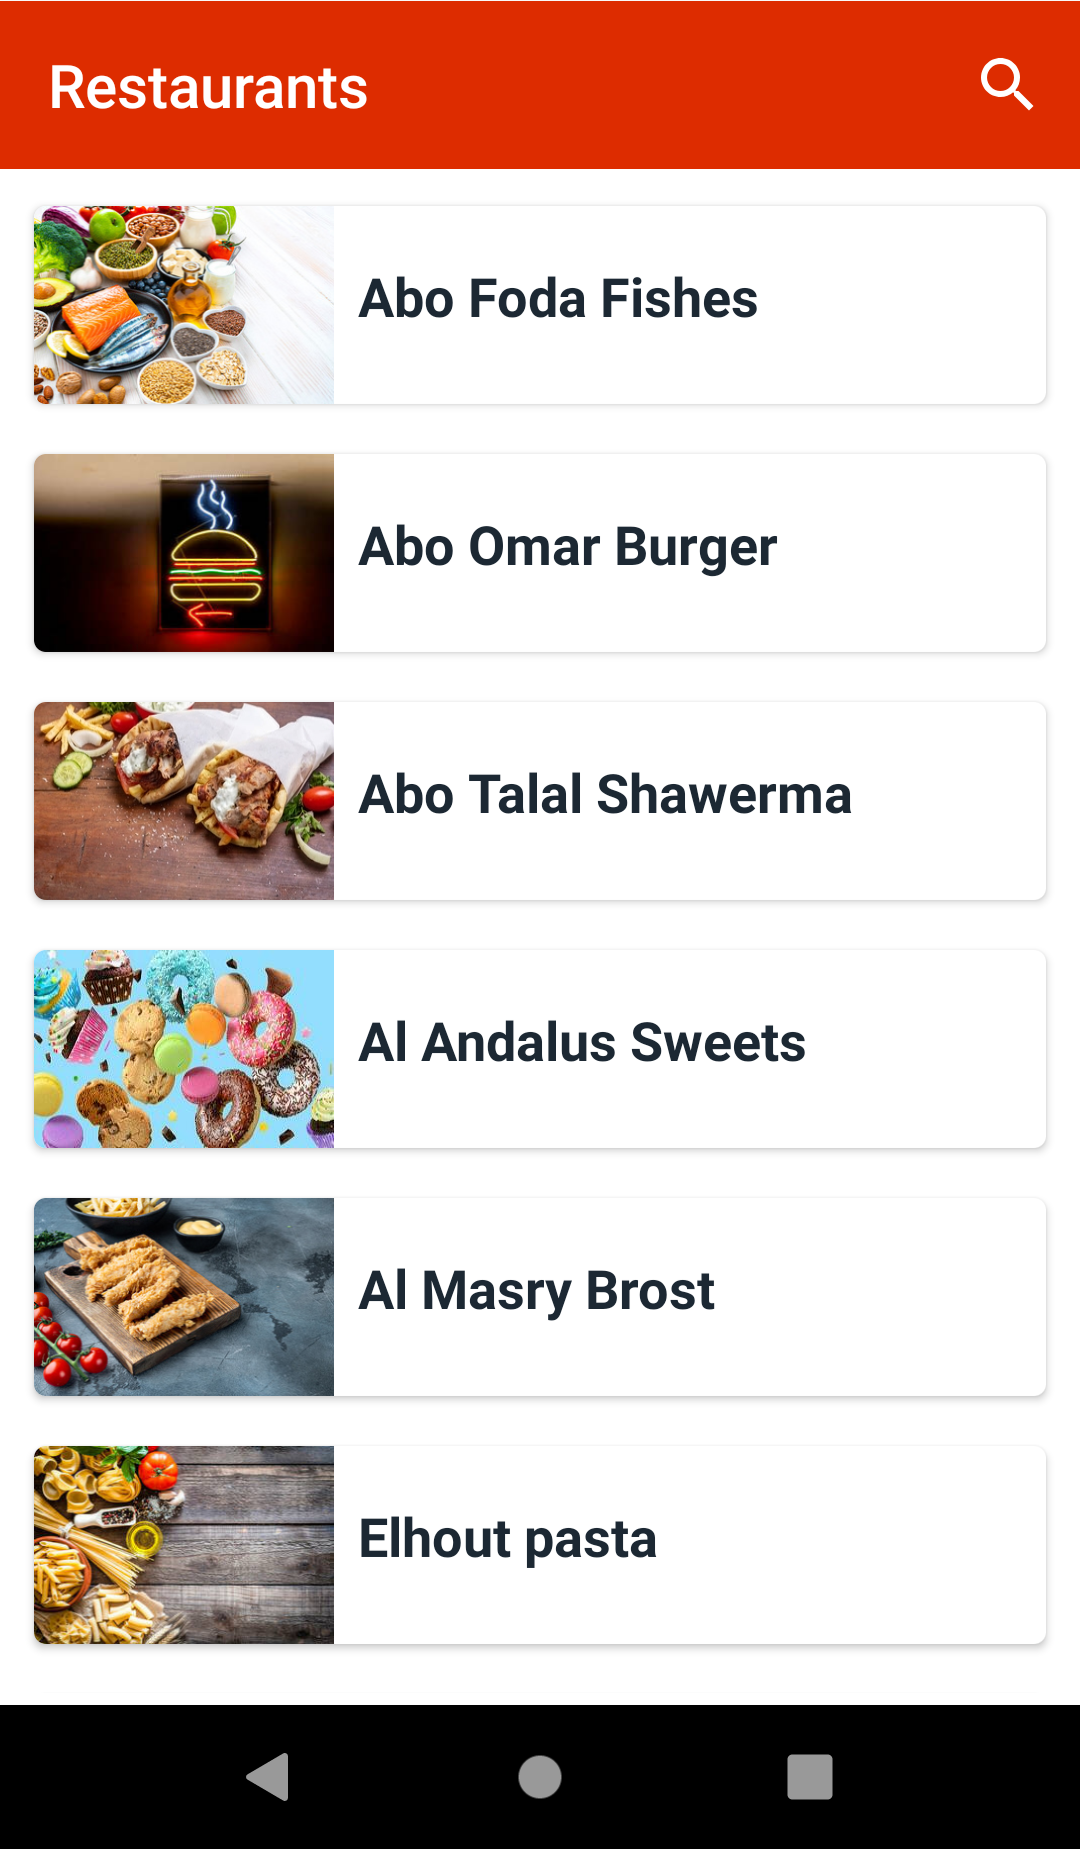 Restaurants
Abo Foda Fishes
Abo Omar Burger
Abo Talal Shawerma
Al Andalus Sweets
Al Masry Brost
Elhout pasta